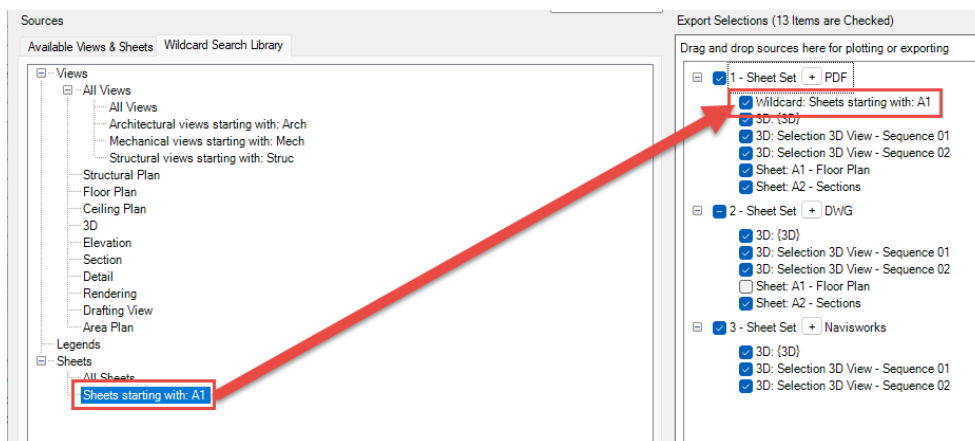 Sources
Available Views & Sheets
Wildcard Search Library
Views
All Views
All Views
Architectural views starting with: Arch
Mechanical views starting with: Mech
Structural views starting with: Struc
Structural Plan
Floor Plan
Ceiling Plan
3D
Elevation
Section
Detail
Rendering
Drafting View
Area Plan
Legends
Sheets
All Sheets
Sheets starting with: A1
Export Selections (13 Items are Checked)
Drag and drop sources here for plotting or exporting
1 - Sheet Set + PDF
Wildcard: Sheets starting with: A1
3D: {3D}
3D: Selection 3D View - Sequence 01
3D: Selection 3D View - Sequence 02
Sheet: A1 - Floor Plan
Sheet: A2 - Sections
2 - Sheet Set + DWG
3D: {3D}
3D: Selection 3D View - Sequence 01
3D: Selection 3D View - Sequence 02
Sheet: A1 - Floor Plan
Sheet: A2 - Sections
3 - Sheet Set + Navisworks
3D: {3D}
3D: Selection 3D View - Sequence 01
3D: Selection 3D View - Sequence 02